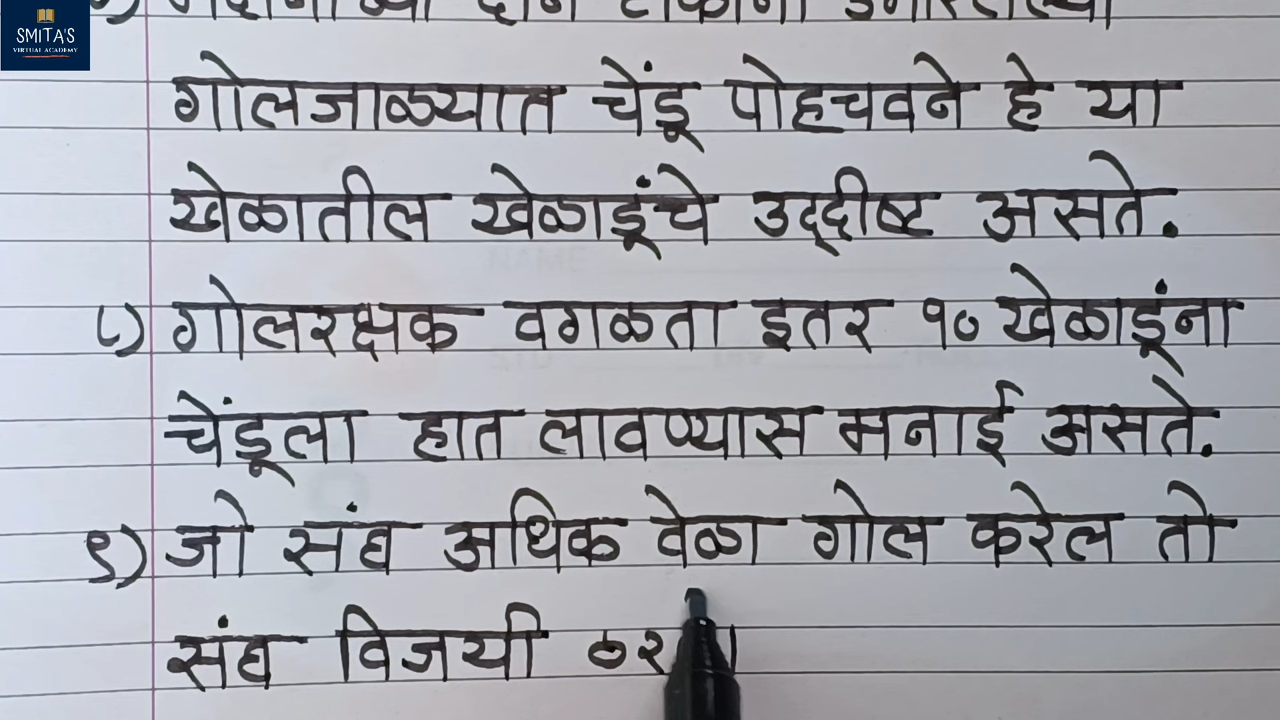 SMITA'S
VIRTUAL ACADEMY
गोलजाळ्यात चेंडू पोहचवने हे या
खेळातील खेळाडूंचे उद्दीष्ट असते.
८) गोलरक्षक वगळता इतर १० खेळाडूंना
चेंडूला हात लावण्यास मनाई असते.
९) जो संघ अधिक वेळा गोल करेल तो
संघ विजयी